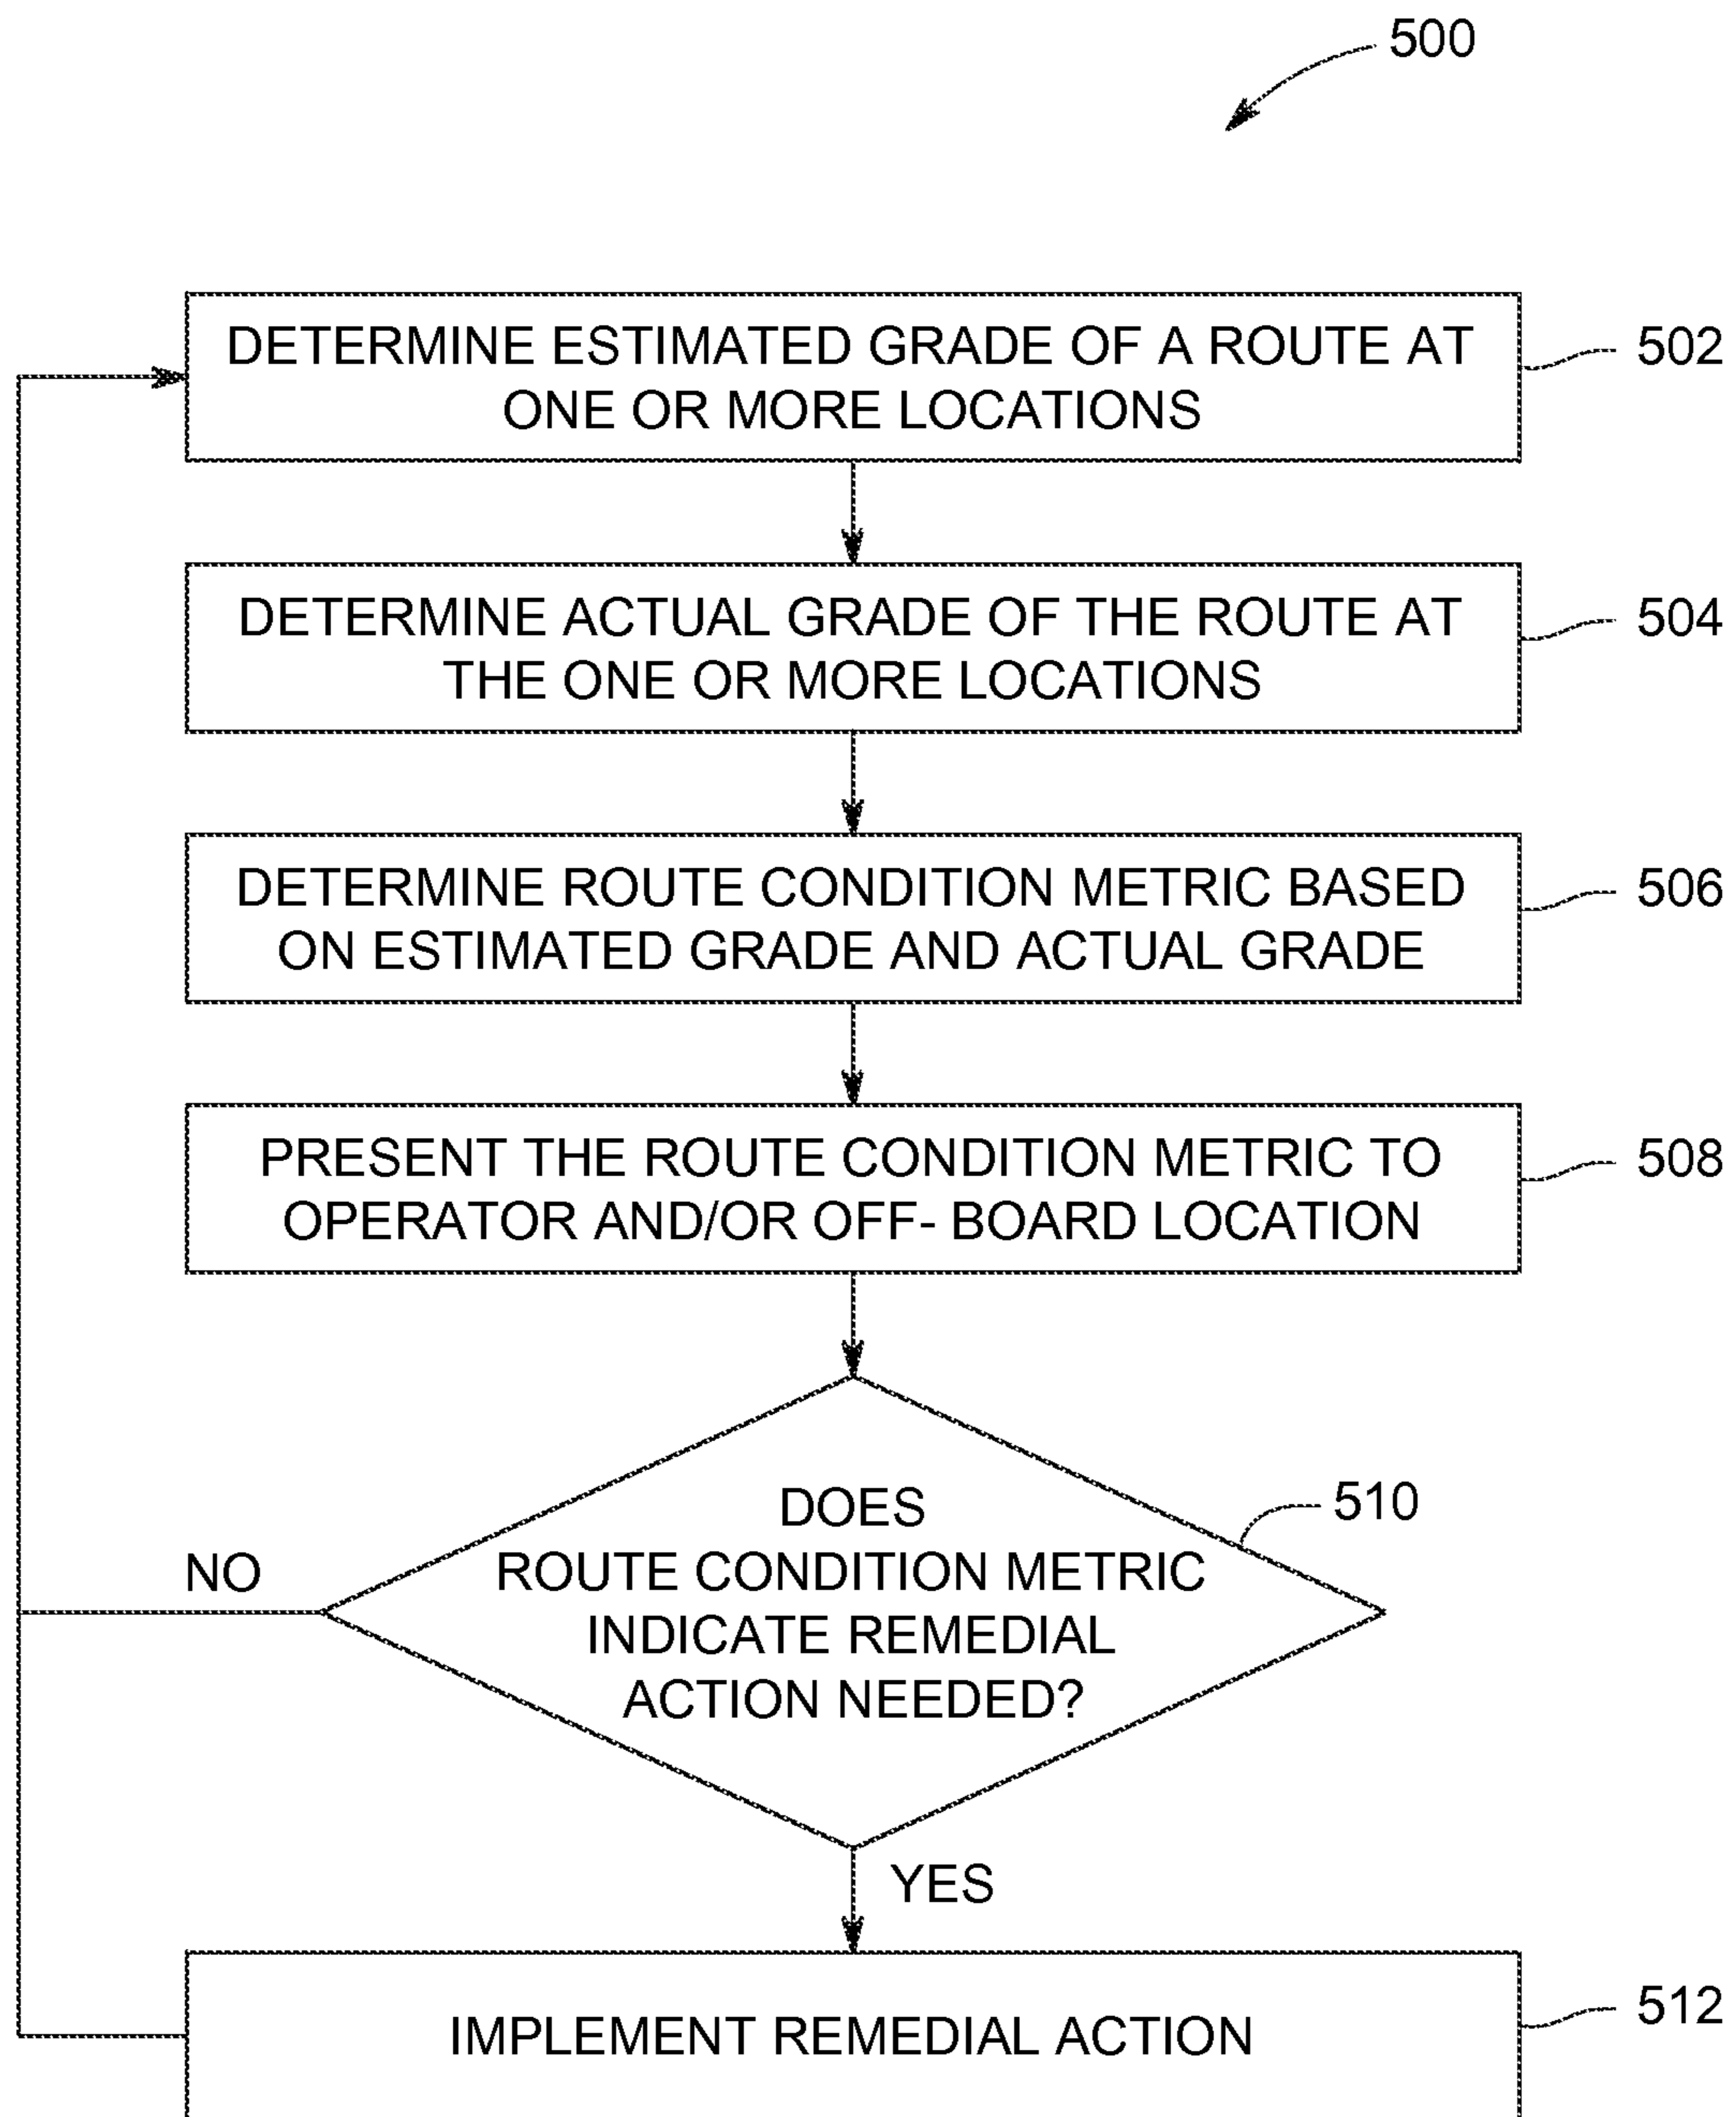 500
DETERMINE ESTIMATED GRADE OF A ROUTE AT
ONE OR MORE LOCATIONS
502
DETERMINE ACTUAL GRADE OF THE ROUTE AT
THE ONE OR MORE LOCATIONS
504
DETERMINE ROUTE CONDITION METRIC BASED
ON ESTIMATED GRADE AND ACTUAL GRADE
506
PRESENT THE ROUTE CONDITION METRIC TO
OPERATOR AND/OR OFF- BOARD LOCATION
508
DOES
ROUTE CONDITION METRIC
INDICATE REMEDIAL
ACTION NEEDED?
510
NO
YES
IMPLEMENT REMEDIAL ACTION
512